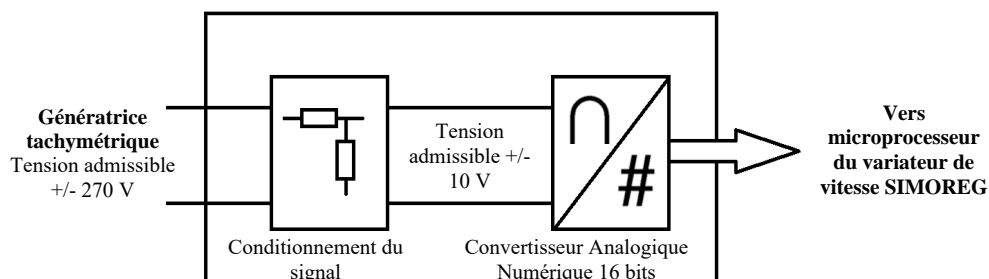 Génératrice
tachymétrique
Tension admissible
+/- 270 V
Tension
admissible +/-
10 V
#
Vers
microprocesseur
du variateur de
vitesse SIMOREG
Conditionnement du
signal
Convertisseur Analogique
Numérique 16 bits